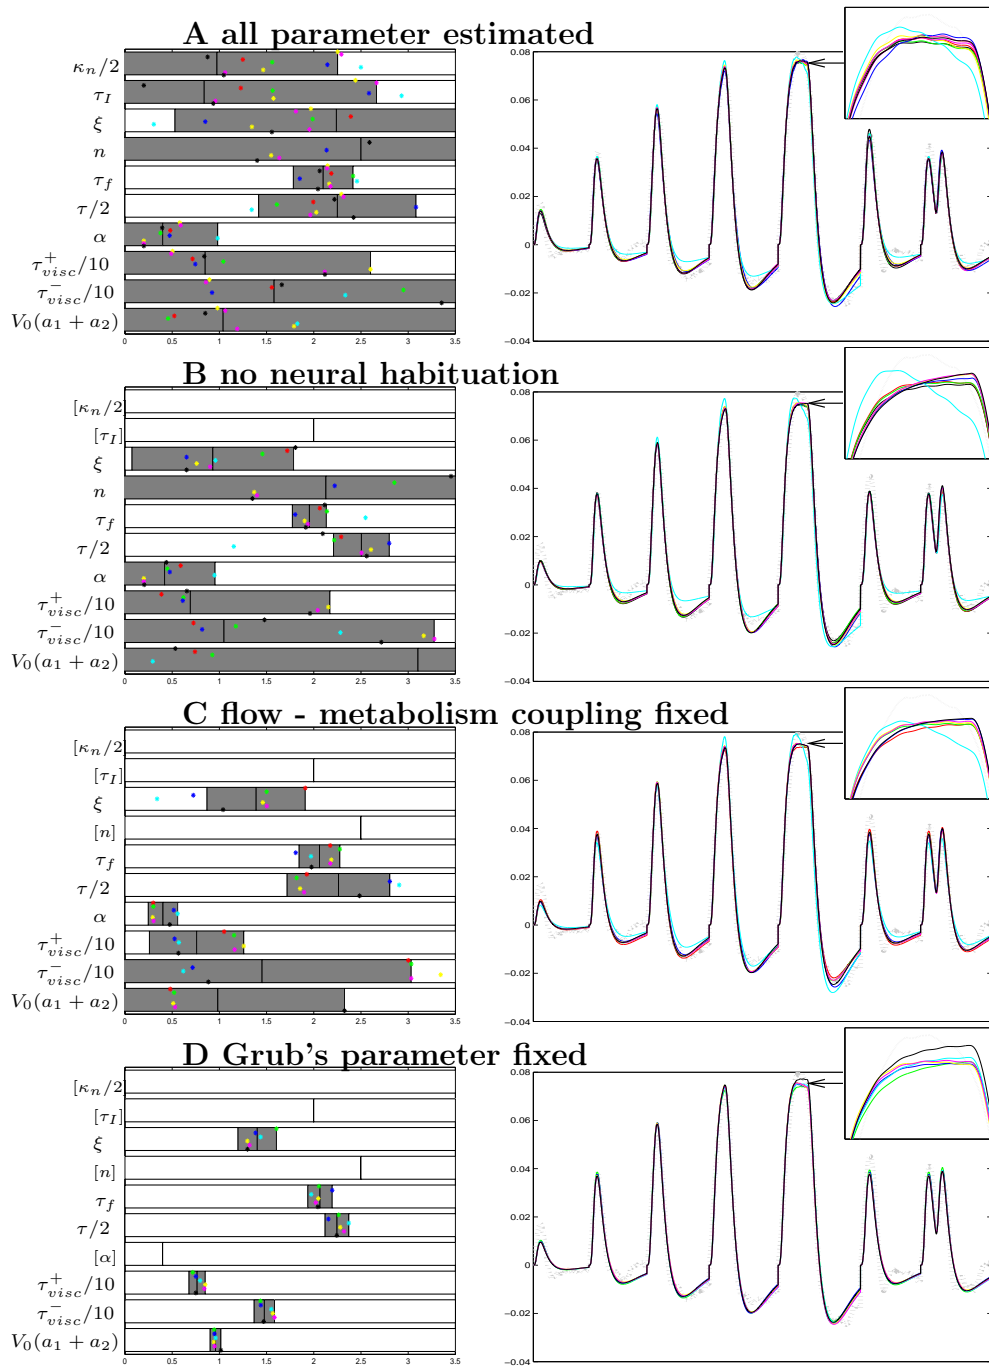 A all parameter estimated
κn/2
τI
ξ
n
τf
τ/2
α
τ+visc/10
τ−visc/10
V0(a1 + a2)
0 0.5 1 1.5 2 2.5 3 3.5
0.08
0.06
0.04
0.02
0
−0.02
−0.04
B no neural habituation
[κn/2]
[τI]
ξ
n
τf
τ/2
α
τ+visc/10
τ−visc/10
V0(a1 + a2)
0 0.5 1 1.5 2 2.5 3 3.5
0.08
0.06
0.04
0.02
0
−0.02
−0.04
C flow - metabolism coupling fixed
[κn/2]
[τI]
ξ
[n]
τf
τ/2
α
τ+visc/10
τ−visc/10
V0(a1 + a2)
0 0.5 1 1.5 2 2.5 3 3.5
0.08
0.06
0.04
0.02
0
−0.02
−0.04
D Grub's parameter fixed
[κn/2]
[τI]
ξ
[n]
τf
τ/2
[α]
τ+visc/10
τ−visc/10
V0(a1 + a2)
0 0.5 1 1.5 2 2.5 3 3.5
0.08
0.06
0.04
0.02
0
−0.02
−0.04